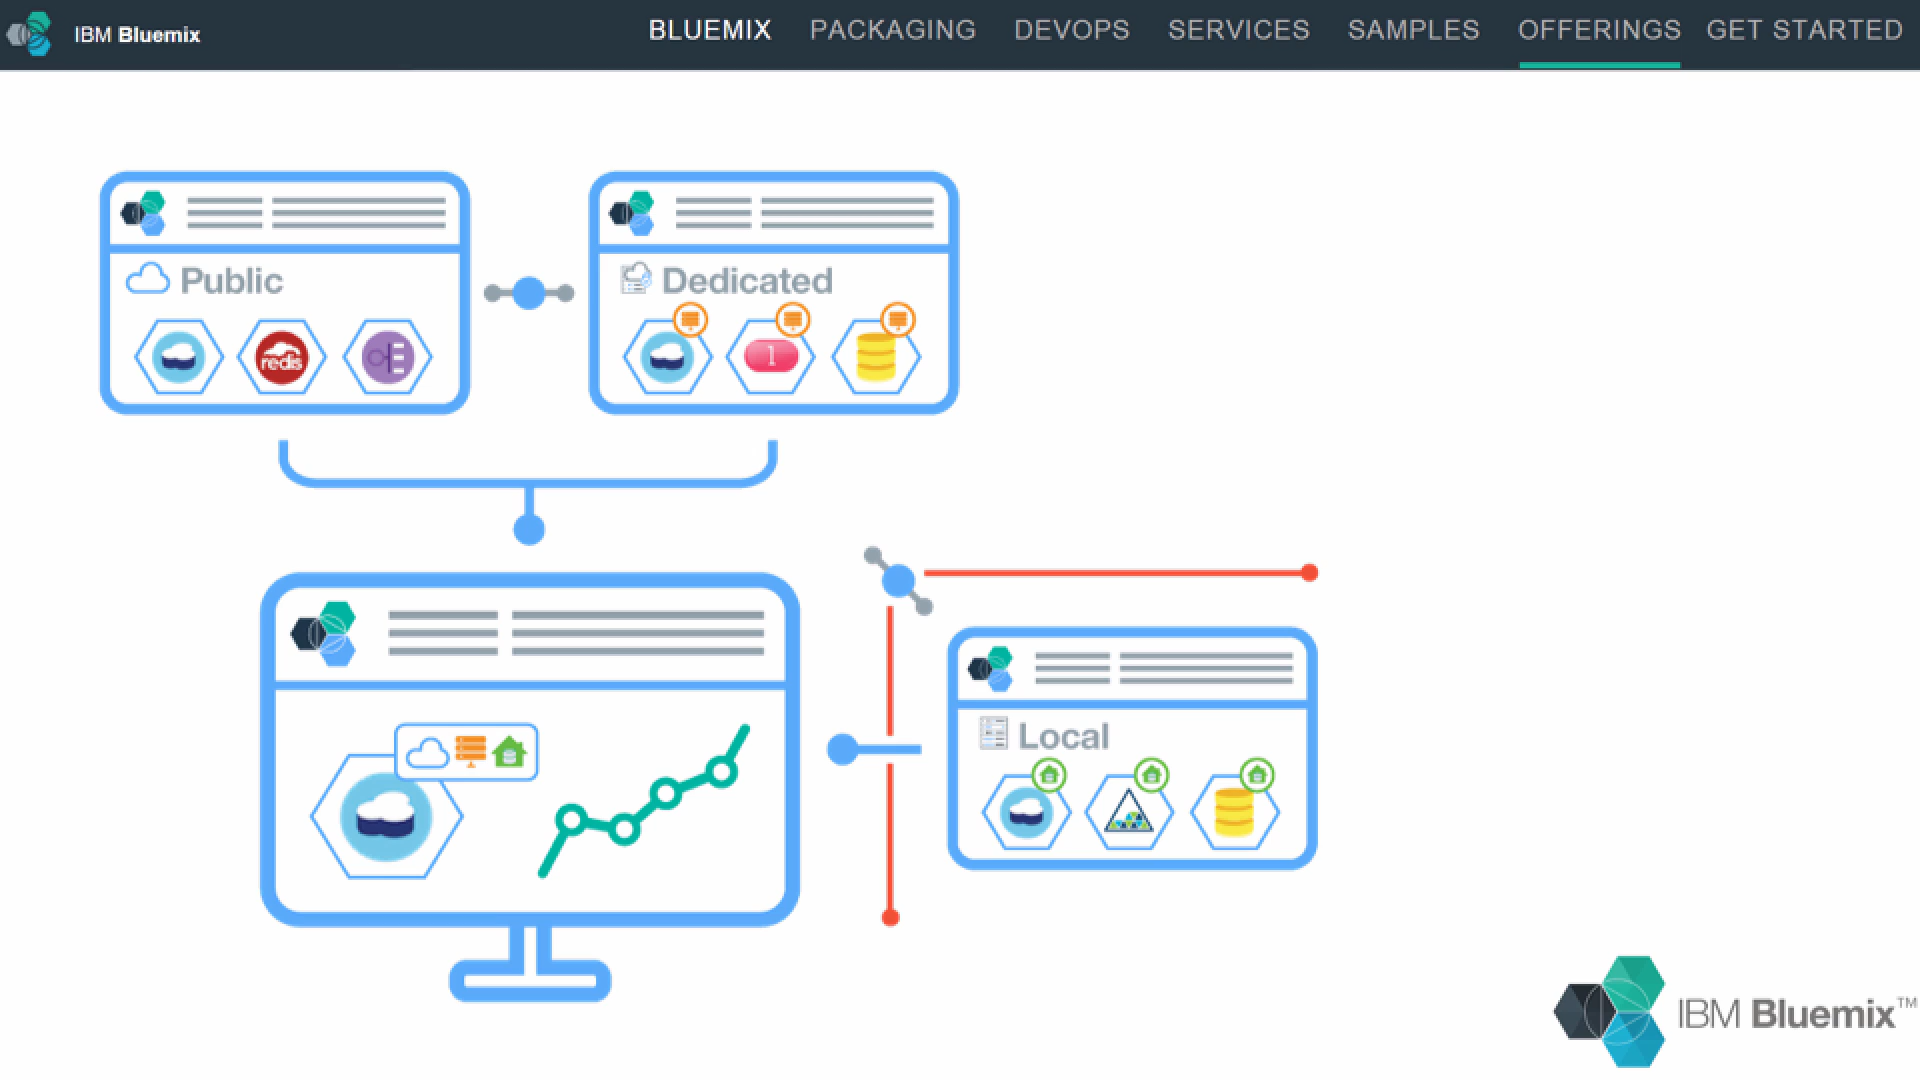 IBM Bluemix
BLUEMIX PACKAGING DEVOPS SERVICES SAMPLES OFFERINGS GET STARTED
Public
Dedicated
redis
1
Local
IBM Bluemix™